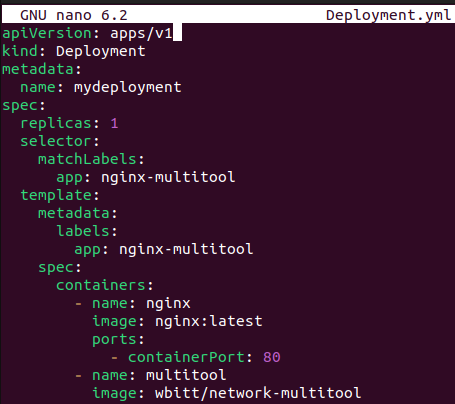 GNU nano 6.2 Deployment.yml
apiVersion: apps/v1
kind: Deployment
metadata:
  name: mydeployment
spec:
  replicas: 1
  selector:
    matchLabels:
      app: nginx-multitool
  template:
    metadata:
      labels:
        app: nginx-multitool
    spec:
      containers:
        - name: nginx
          image: nginx:latest
          ports:
            - containerPort: 80
        - name: multitool
          image: wbitt/network-multitool